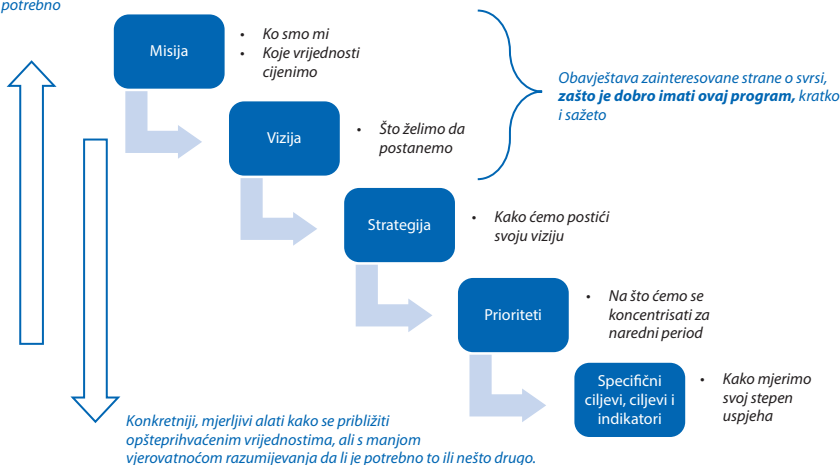 potrebno
Misija
• Ko smo mi
• Koje vrijednosti
cijenimo
Obavještava zainteresovane strane o svrsi,
zašto je dobro imati ovaj program, kratko
i sažeto
Vizija
• Što želimo da
postanemo
Strategija
• Kako ćemo postići
svoju viziju
Prioriteti
• Na što ćemo se
koncentrisati za
naredni period
Specifični
ciljevi, ciljevi i
indikatori
• Kako mjerimo
svoj stepen
uspjeha
Konkretniji, mjerljivi alati kako se približiti
opšteprihvaćenim vrijednostima, ali s manjom
vjerovatnoćom razumijevanja da li je potrebno to ili nešto drugo.